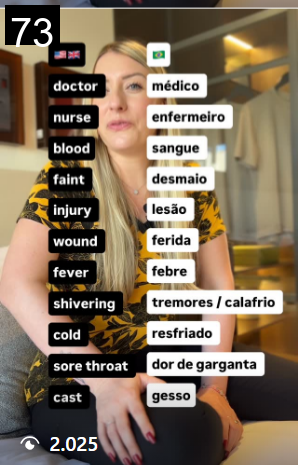 73
doctor médico
nurse enfermeiro
blood sangue
faint desmaio
injury lesão
wound ferida
fever febre
shivering tremores / calafrio
cold resfriado
sore throat dor de garganta
cast gesso
2.025